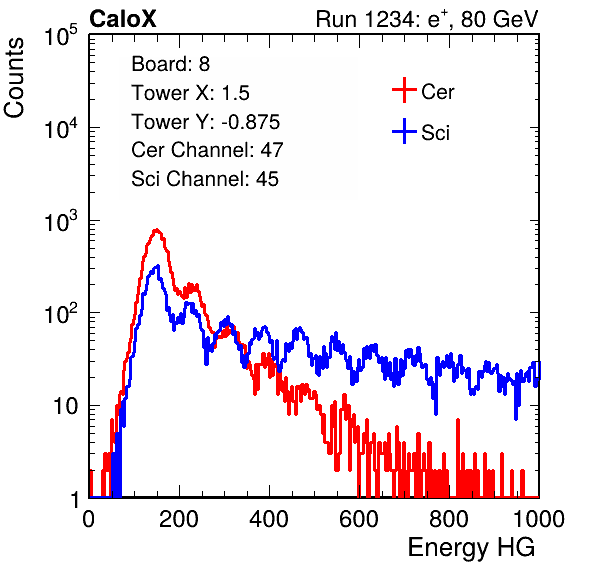 CaloX Run 1234: e⁺, 80 GeV
Counts
10⁵
10⁴
10³
10²
10
1
Board: 8
Tower X: 1.5
Tower Y: -0.875
Cer Channel: 47
Sci Channel: 45
Cer
Sci
0 200 400 600 800 1000
Energy HG